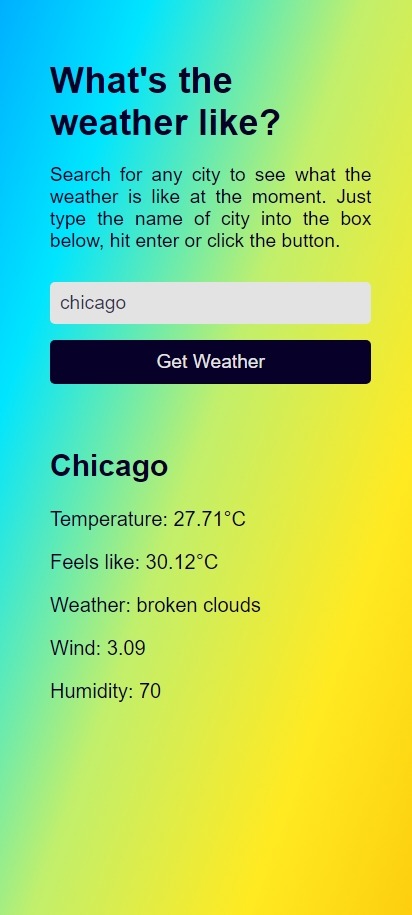 What's the
weather like?
Search for any city to see what the
weather is like at the moment. Just
type the name of city into the box
below, hit enter or click the button.
chicago
Get Weather
Chicago
Temperature: 27.71°C
Feels like: 30.12°C
Weather: broken clouds
Wind: 3.09
Humidity: 70